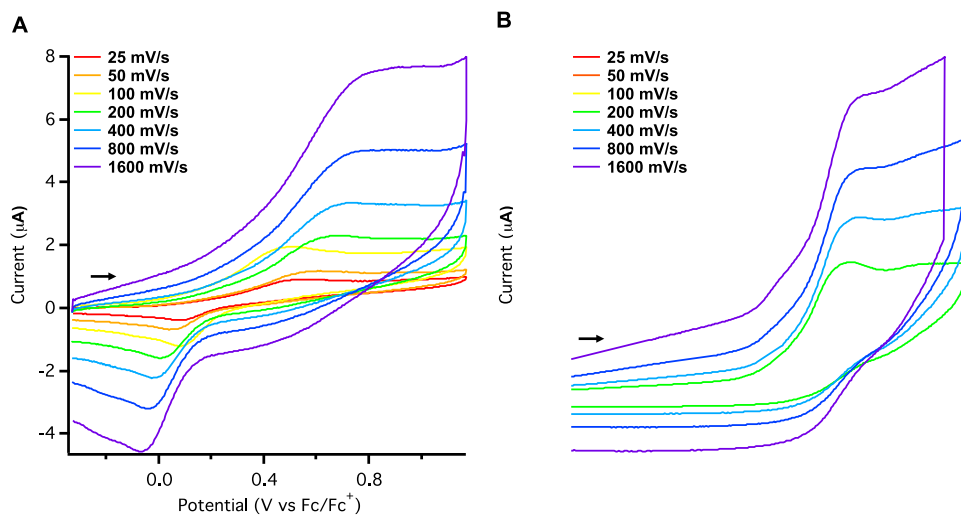 A
8
6
4
2
0
-2
-4
Current (µA)
25 mV/s
50 mV/s
100 mV/s
200 mV/s
400 mV/s
800 mV/s
1600 mV/s
0.0
0.4
0.8
Potential (V vs Fc/Fc⁺)
B
Current (µA)
25 mV/s
50 mV/s
100 mV/s
200 mV/s
400 mV/s
800 mV/s
1600 mV/s